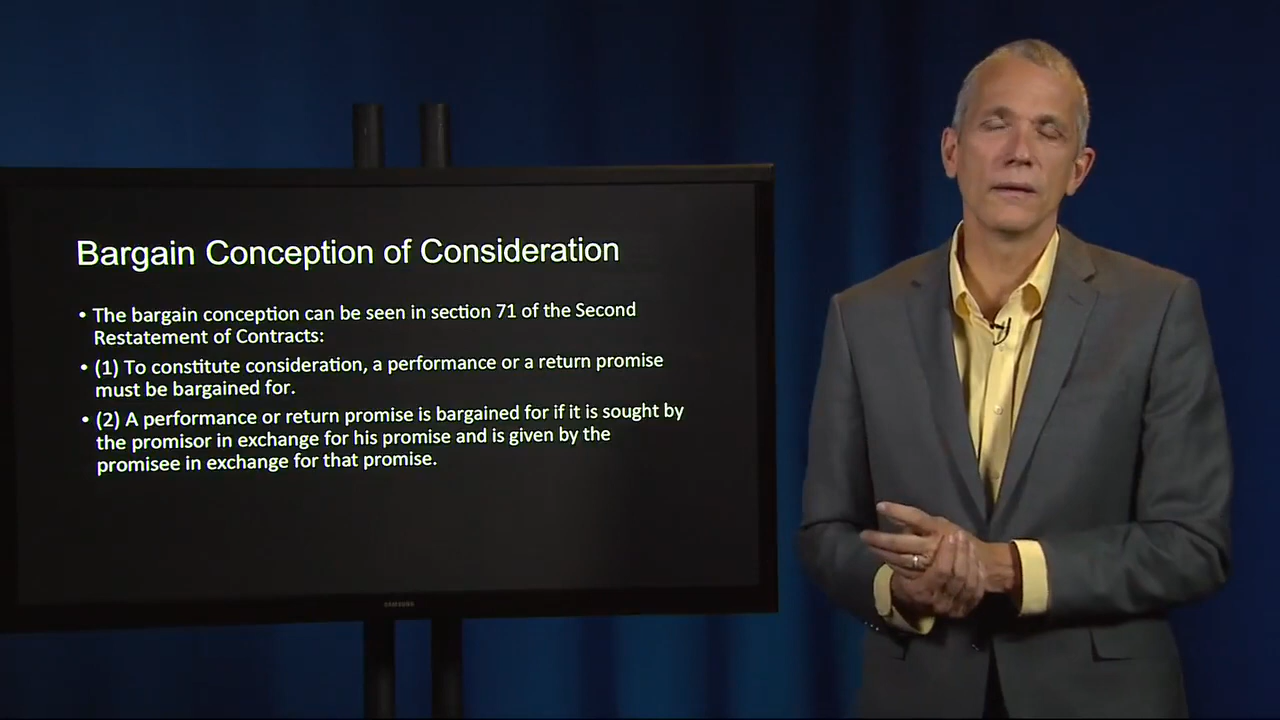 Bargain Conception of Consideration
• The bargain conception can be seen in section 71 of the Second
Restatement of Contracts:
• (1) To constitute consideration, a performance or a return promise
must be bargained for.
• (2) A performance or return promise is bargained for if it is sought by
the promisor in exchange for his promise and is given by the
promisee in exchange for that promise.
SAMSUNG